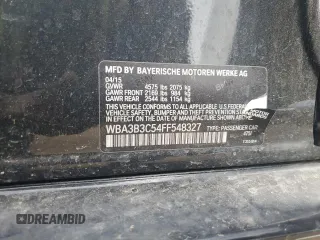 MFD BY BAYERISCHE MOTOREN WERKE AG
04/15
GVWR 4575 lbs 2075 kg
GAWR FRONT 2169 lbs 984 kg
GAWR REAR 2544 lbs 1154 kg
THIS VEHICLE CONFORMS TO ALL APPLICABLE
FEDERAL MOTOR VEHICLE SAFETY, BUMPER, AND
THEFT PREVENTION STANDARDS IN EFFECT ON THE
DATE OF MANUFACTURE SHOWN ABOVE.
WBA3B3C54FF548327
TYPE: PASSENGER CAR
DREAMBID